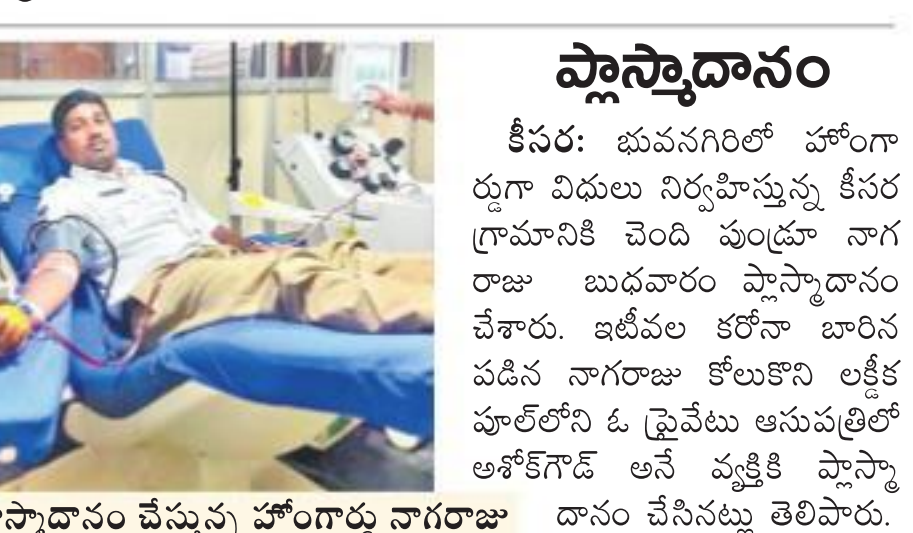 ప్లాస్మాదానం
కీసర: భువనగిరిలో హోంగా
ర్డుగా విధులు నిర్వహిస్తున్న కీసర
గ్రామానికి చెంది పుండ్రూ నాగ
రాజు బుధవారం ప్లాస్మాదానం
చేశారు. ఇటీవల కరోనా బారిన
పడిన నాగరాజు కోలుకొని లక్డీక
పూల్‌లోని ఓ ప్రైవేటు ఆసుపత్రిలో
అశోక్‌గౌడ్ అనే వ్యక్తికి ప్లాస్మా
దానం చేసినట్లు తెలిపారు.
చేస్తున్న హోంగార్డు నాగరాజు